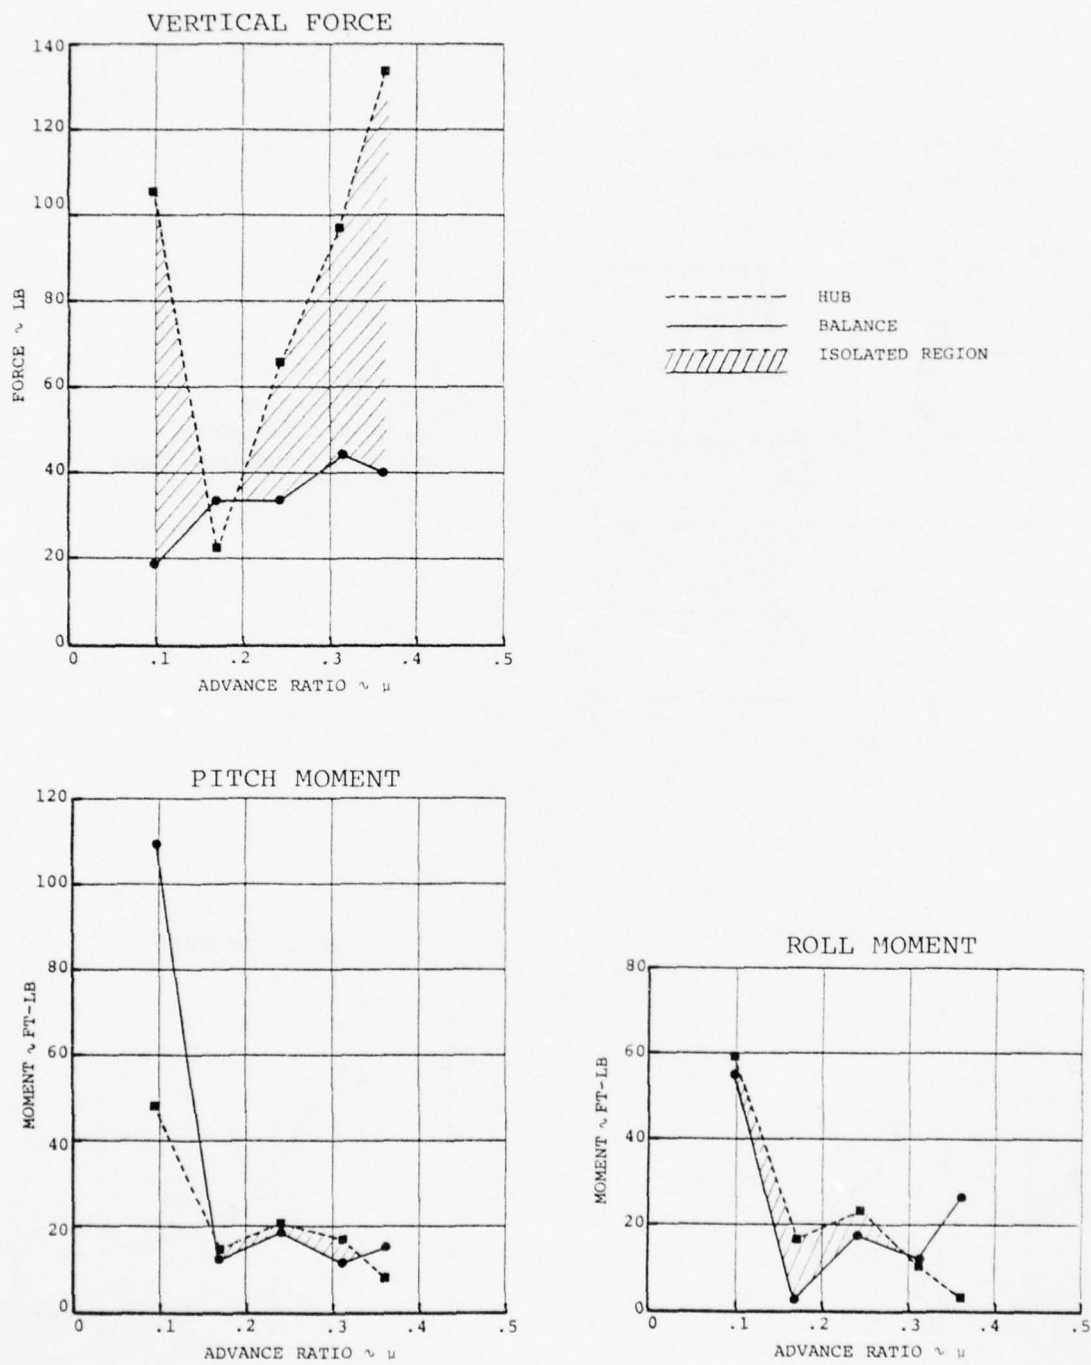 VERTICAL FORCE
140
120
100
80
60
40
20
0
FORCE ~ LB
0 .1 .2 .3 .4 .5
ADVANCE RATIO ~ μ
HUB
BALANCE
ISOLATED REGION
PITCH MOMENT
120
100
80
60
40
20
0
MOMENT ~ FT-LB
0 .1 .2 .3 .4 .5
ADVANCE RATIO ~ μ
ROLL MOMENT
80
60
40
20
0
MOMENT ~ FT-LB
0 .1 .2 .3 .4 .5
ADVANCE RATIO ~ μ